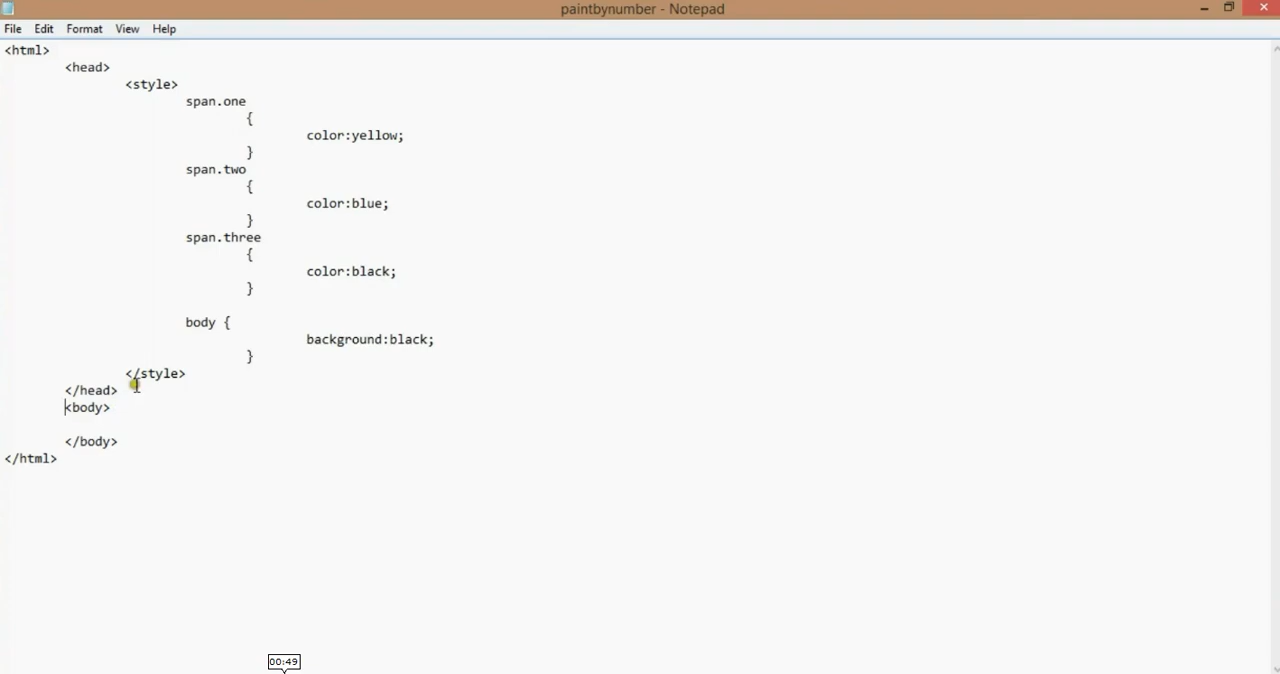 paintbynumber - Notepad
File Edit Format View Help
<html>
<head>
<style>
span.one
{
color:yellow;
}
span.two
{
color:blue;
}
span.three
{
color:black;
}
body {
background:black;
}
</style>
</head>
<body>
</body>
</html>
00:49